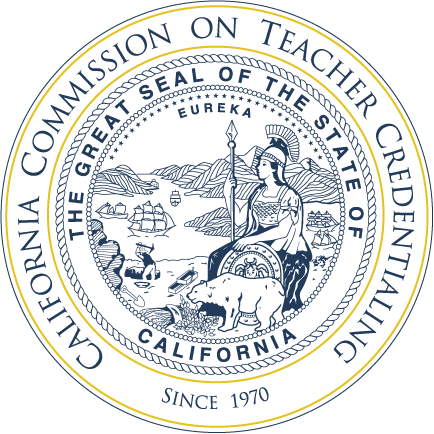 CALIFORNIA COMMISSION ON TEACHER CREDENTIALING
THE GREAT SEAL OF THE STATE OF
EUREKA
CALIFORNIA
SINCE 1970